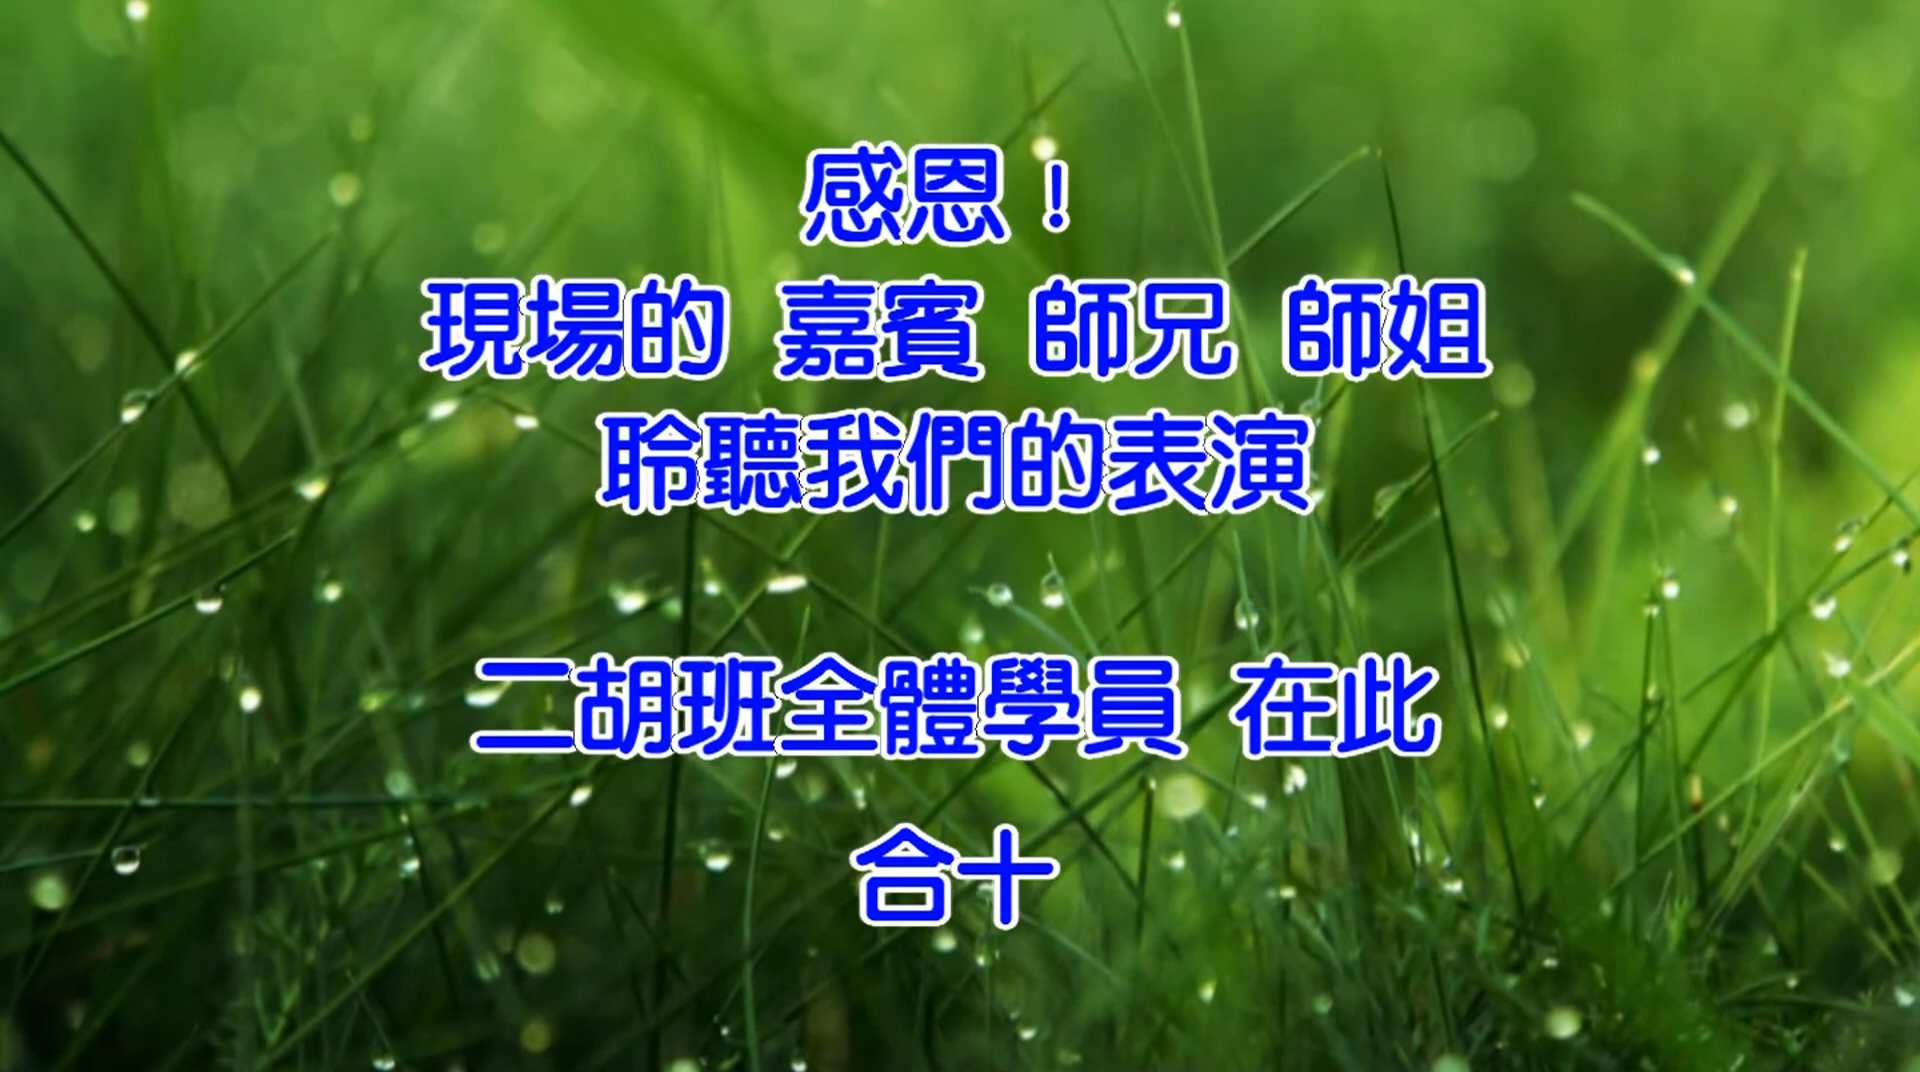 感恩！
現場的 嘉賓 師兄 師姐
聆聽我們的表演
二胡班全體學員 在此
合十